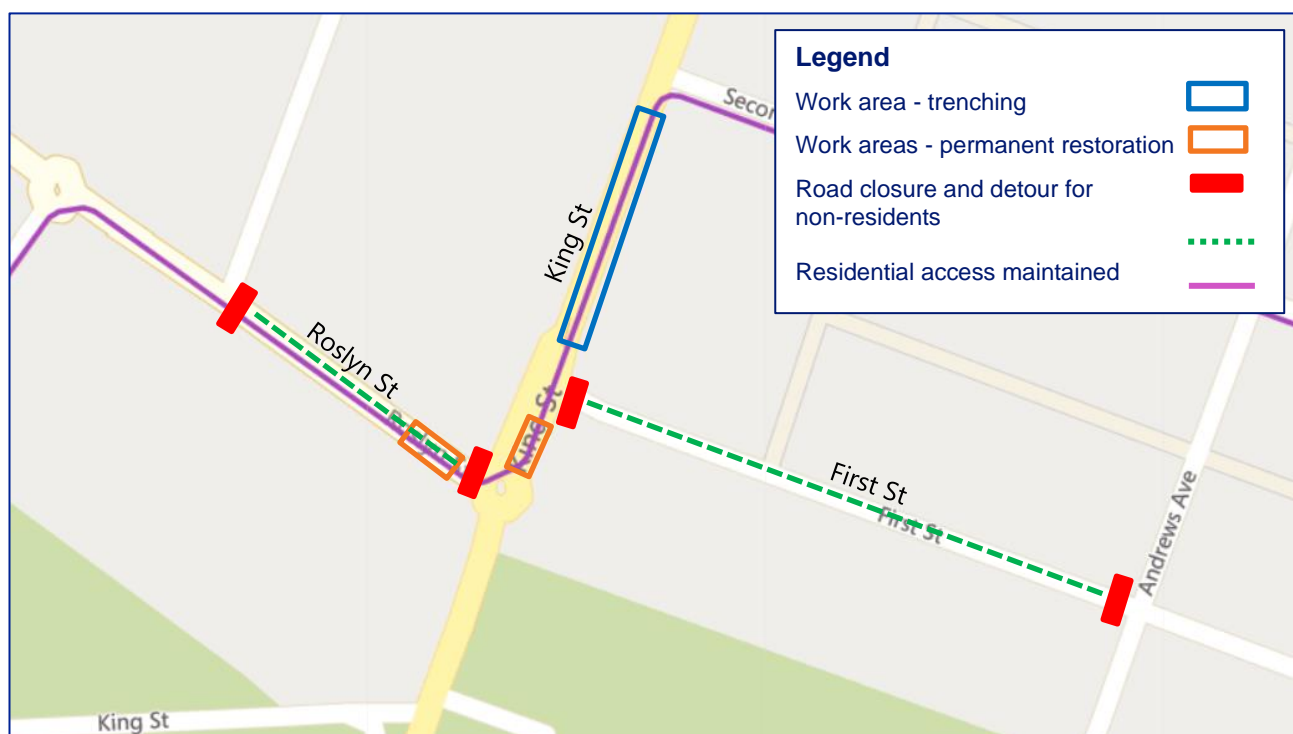 Legend
Work area - trenching
Work areas - permanent restoration
Road closure and detour for
non-residents
Residential access maintained
King St
Roslyn St
King St
First St
First St
Andrews Ave
King St